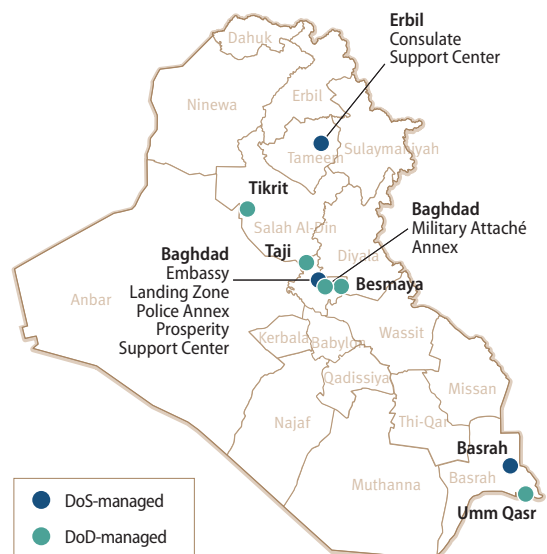 Erbil
Consulate
Support Center
Dahuk
Ninewa
Erbil
Tameem
Sulaymaniyah
Tikrit
Salah Al-Din
Baghdad
Military Attaché
Annex
Taji
Diyala
Baghdad
Embassy
Landing Zone
Police Annex
Prosperity
Support Center
Besmaya
Anbar
Kerbala
Babylon
Wassit
Qadissiya
Missan
Najaf
Thi-Qar
Basrah
Muthanna
Basrah
Umm Qasr
DoS-managed
DoD-managed